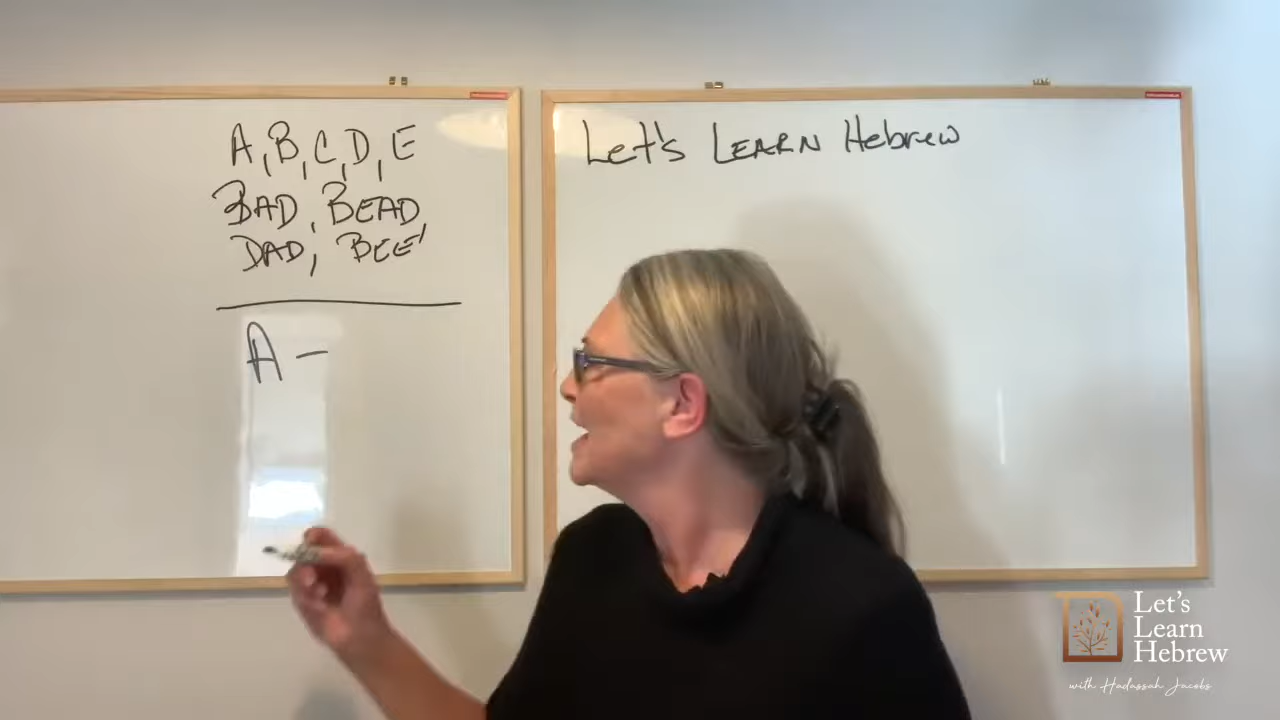 A, B, C, D, E
BAD, BEAD,
DAD, BEE
A –
Let's LEARN Hebrew
Let's
Learn
Hebrew
with Hadassah Jacobs